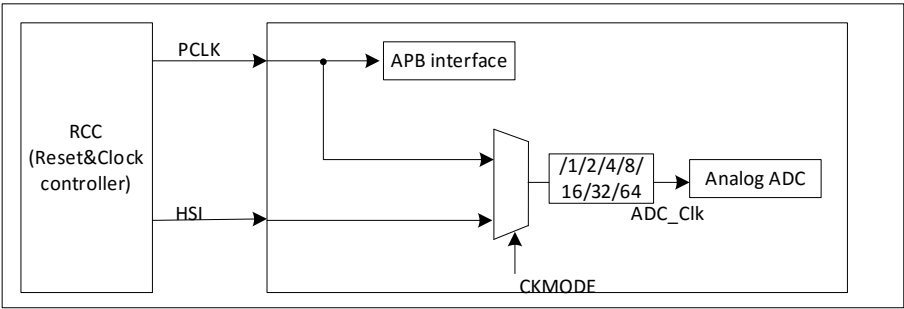 PCLK
APB interface
RCC
(Reset&Clock
controller)
/1/2/4/8/
16/32/64
Analog ADC
HSI
ADC_Clk
CKMODE